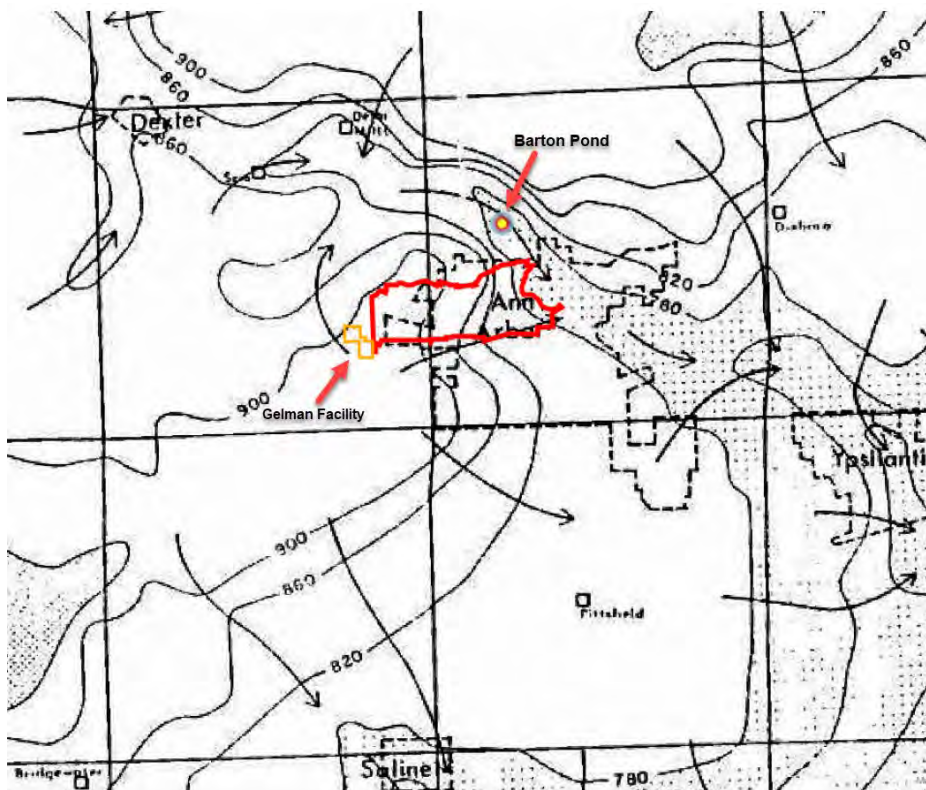 900
860
860
Dexter
860
Barton Pond
820
780
Ann
Arbor
900
Gelman Facility
Ypsilanti
900
860
Pittsfield
820
Saline
Bridgewater
780